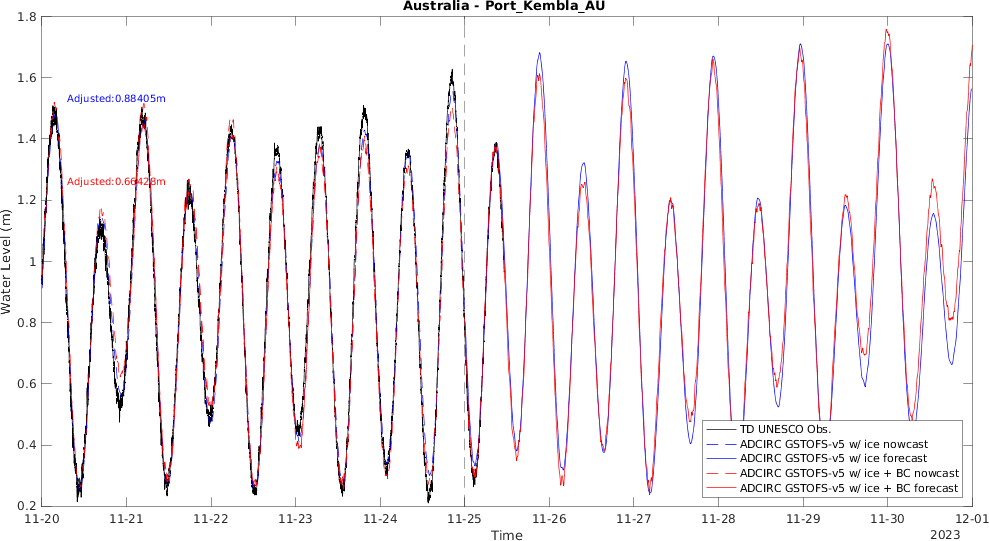 Australia - Port_Kembla_AU
1.8
1.6
1.4
1.2
1
0.8
0.6
0.4
0.2
Water Level (m)
Adjusted:0.88405m
Adjusted:0.66428m
TD UNESCO Obs.
ADCIRC GSTOFS-v5 w/ ice nowcast
ADCIRC GSTOFS-v5 w/ ice forecast
ADCIRC GSTOFS-v5 w/ ice + BC nowcast
ADCIRC GSTOFS-v5 w/ ice + BC forecast
11-20 11-21 11-22 11-23 11-24 11-25 11-26 11-27 11-28 11-29 11-30 12-01
Time
2023